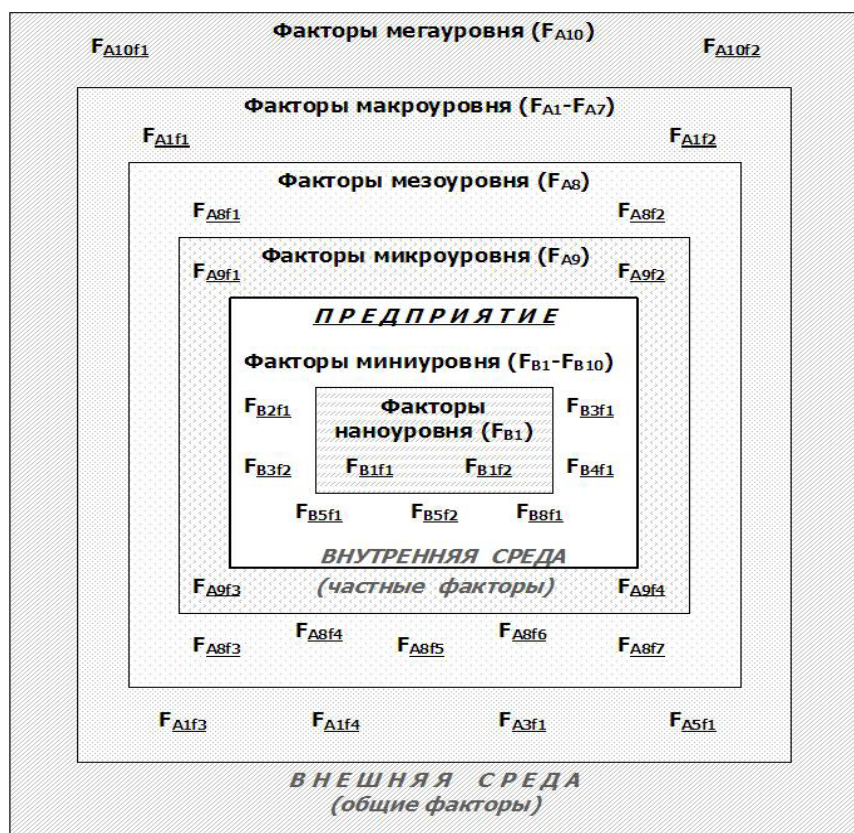 Факторы мегауровня (FA10)
FA10f1 FA10f2
Факторы макроуровня (FA1-FA7)
FA1f1 FA1f2
Факторы мезоуровня (FA8)
FA8f1 FA8f2
Факторы микроуровня (FA9)
FA9f1 FA9f2
ПРЕДПРИЯТИЕ
Факторы миниуровня (FB1-FB10)
FB2f1 FB3f1
Факторы
наноуровня (FB1)
FB3f2 FB1f1 FB1f2 FB4f1
FB5f1 FB5f2 FB8f1
ВНУТРЕННЯЯ СРЕДА
FA9f3 (частные факторы) FA9f4
FA8f3 FA8f4 FA8f5 FA8f6 FA8f7
FA1f3 FA1f4 FA3f1 FA5f1
ВНЕШНЯЯ СРЕДА
(общие факторы)